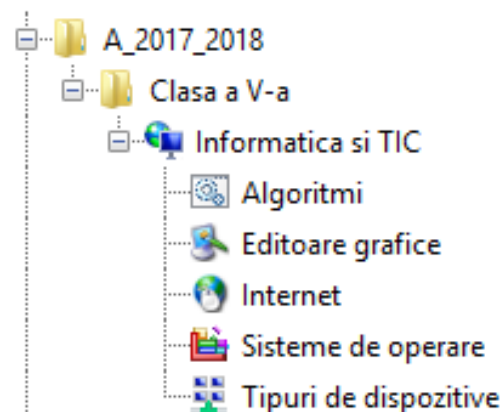 A_2017_2018
Clasa a V-a
Informatica si TIC
Algoritmi
Editoare grafice
Internet
Sisteme de operare
Tipuri de dispozitive